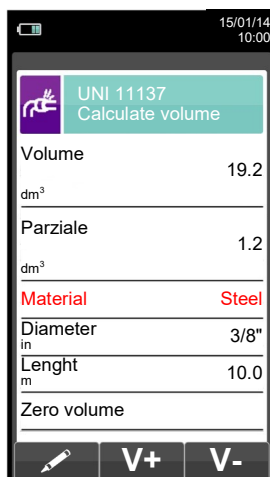 15/01/14
10:00
UNI 11137
Calculate volume
Volume
19.2
dm³
Parziale
1.2
dm³
Material Steel
Diameter
in
3/8"
Lenght
m
10.0
Zero volume
V+ V-